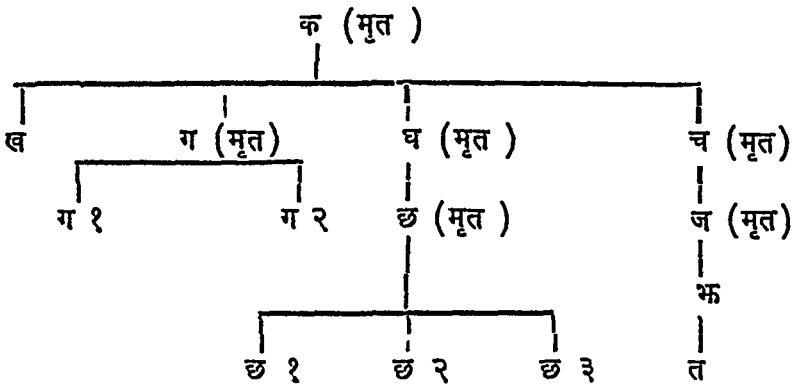 क (मृत )
ख ग (मृत) घ (मृत ) च (मृत)
ग १ ग २ छ (मृत ) ज (मृत)
झ
छ १ छ २ छ ३ त